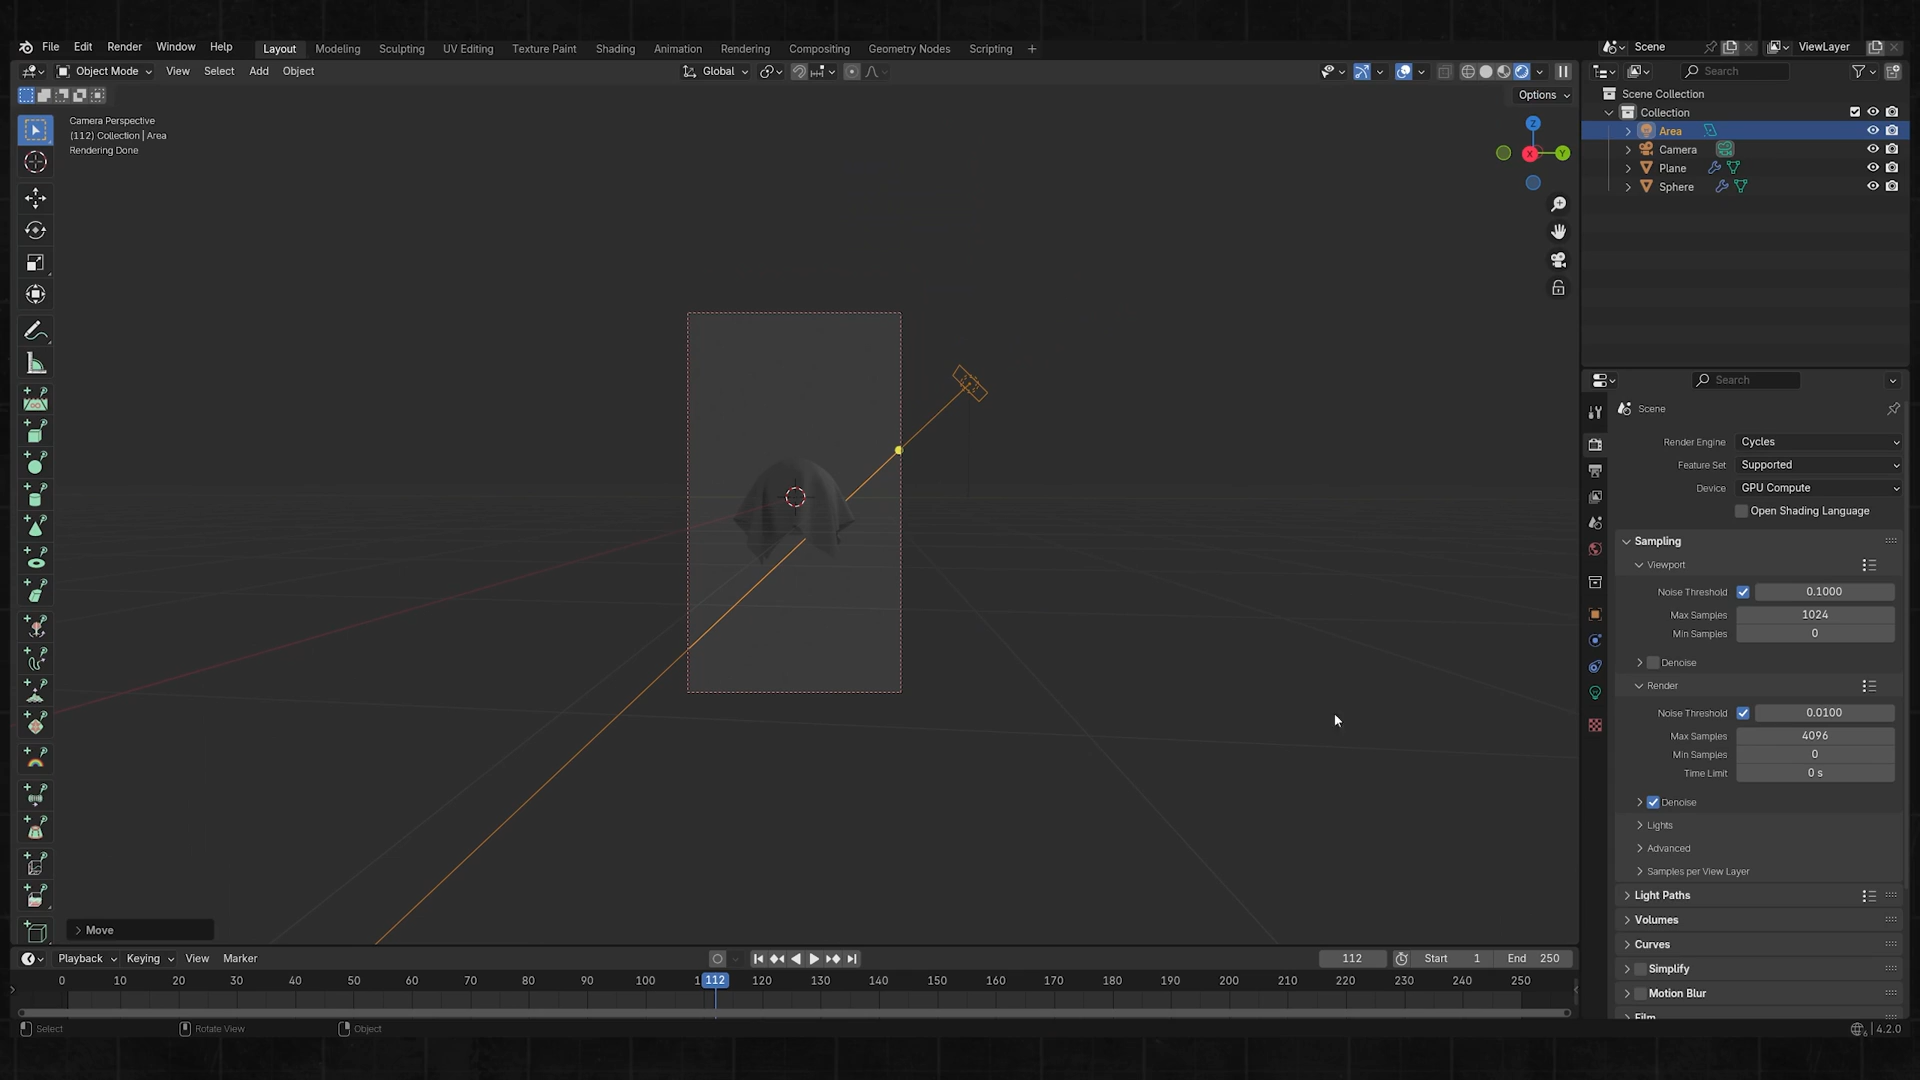 File Edit Render Window Help Layout Modeling Sculpting UV Editing Texture Paint Shading Animation Rendering Compositing Geometry Nodes Scripting + Scene ViewLayer
Object Mode View Select Add Object Global Search
Options
Camera Perspective
(112) Collection | Area
Rendering Done
Z
X
Y
Scene Collection
Collection
Area
Camera
Plane
Sphere
Search
Scene
Render Engine Cycles
Feature Set Supported
Device GPU Compute
Open Shading Language
Sampling
Viewport
Noise Threshold 0.1000
Max Samples 1024
Min Samples 0
Denoise
Render
Noise Threshold 0.0100
Max Samples 4096
Min Samples 0
Time Limit 0 s
Denoise
Lights
Advanced
Samples per View Layer
Light Paths
Volumes
Curves
Simplify
Motion Blur
Film
Move
Playback Keying View Marker 112 Start 1 End 250
0 10 20 30 40 50 60 70 80 90 100 1 112 120 130 140 150 160 170 180 190 200 210 220 230 240 250
Select Rotate View Object 4.2.0